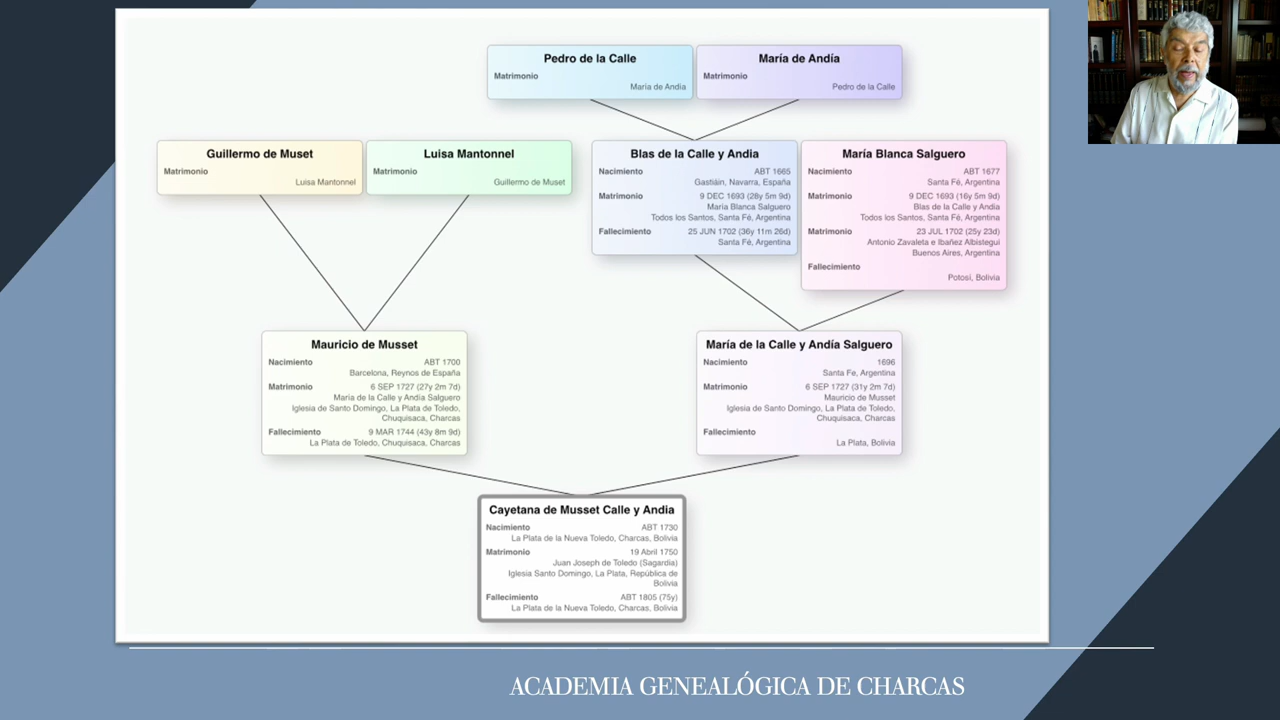 Pedro de la Calle
Matrimonio
Maria de Andia
María de Andía
Matrimonio
Pedro de la Calle
Guillermo de Muset
Matrimonio
Luisa Mantonnel
Luisa Mantonnel
Matrimonio
Guillermo de Muset
Blas de la Calle y Andia
Nacimiento ABT 1665
Gastiáin, Navarra, España
Matrimonio 9 DEC 1693 (28y 5m 9d)
Maria Blanca Salguero
Todos los Santos, Santa Fé, Argentina
Fallecimiento 25 JUN 1702 (36y 11m 26d)
Santa Fé, Argentina
María Blanca Salguero
Nacimiento ABT 1677
Santa Fé, Argentina
Matrimonio 9 DEC 1693 (16y 5m 9d)
Blas de la Calle y Andia
Todos los Santos, Santa Fé, Argentina
Matrimonio 23 JUL 1702 (25y 23d)
Antonio Zavaleta e Ibañez Albistegui
Buenos Aires, Argentina
Fallecimiento
Potosí, Bolivia
Mauricio de Musset
Nacimiento ABT 1700
Barcelona, Reynos de España
Matrimonio 6 SEP 1727 (27y 2m 7d)
Maria de la Calle y Andía Salguero
Iglesia de Santo Domingo, La Plata de Toledo,
Chuquisaca, Charcas
Fallecimiento 9 MAR 1744 (43y 8m 9d)
La Plata de Toledo, Chuquisaca, Charcas
María de la Calle y Andía Salguero
Nacimiento 1696
Santa Fe, Argentina
Matrimonio 6 SEP 1727 (31y 2m 7d)
Mauricio de Musset
Iglesia de Santo Domingo, La Plata de Toledo,
Chuquisaca, Charcas
Fallecimiento
La Plata, Bolivia
Cayetana de Musset Calle y Andia
Nacimiento ABT 1730
La Plata de la Nueva Toledo, Charcas, Bolivia
Matrimonio 19 Abril 1750
Juan Joseph de Toledo (Sagardia)
Iglesia Santo Domingo, La Plata, República de
Bolivia
Fallecimiento ABT 1805 (75y)
La Plata de la Nueva Toledo, Charcas, Bolivia
ACADEMIA GENEALÓGICA DE CHARCAS